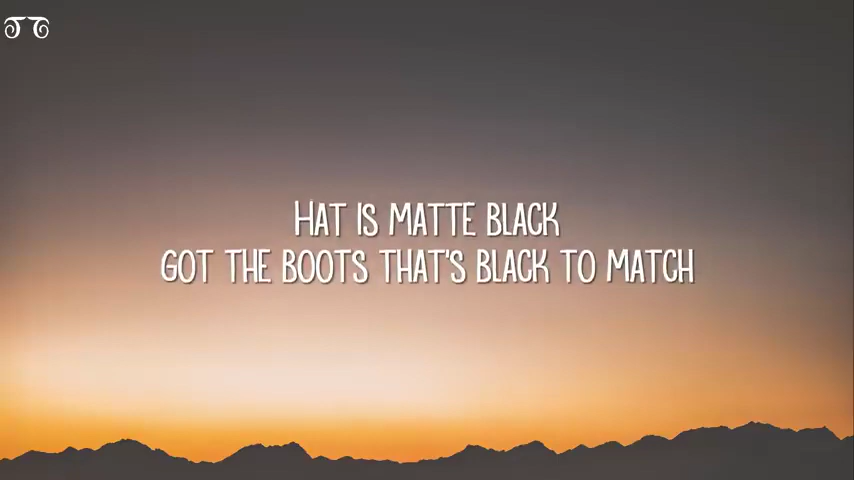 HAT IS MATTE BLACK
GOT THE BOOTS THAT'S BLACK TO MATCH